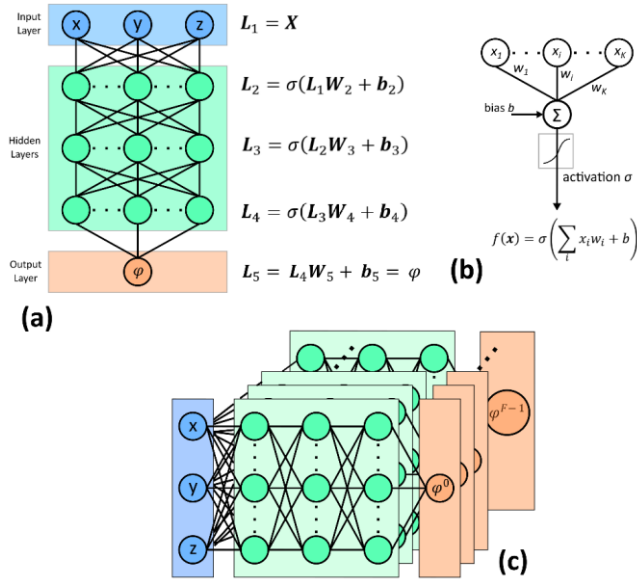 Input
Layer
x y z
L₁ = X
L₂ = σ(L₁W₂ + b₂)
Hidden
Layers
L₃ = σ(L₂W₃ + b₃)
L₄ = σ(L₃W₄ + b₄)
Output
Layer
φ
L₅ = L₄W₅ + b₅ = φ
(a)
x₁ xᵢ x_K
w₁ wᵢ w_K
bias b
Σ
activation σ
f(x) = σ(∑ᵢ xᵢwᵢ + b)
(b)
x
y
z
φ⁰
φ^{F−1}
(c)